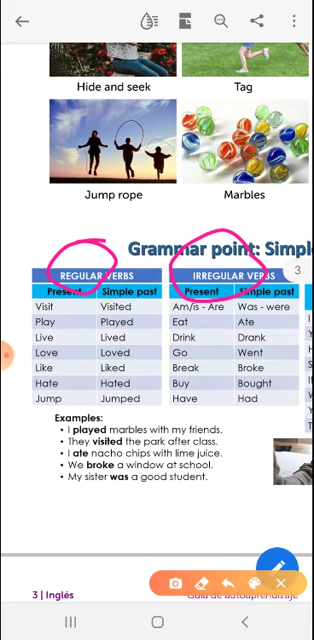 Hide and seek Tag
Jump rope Marbles
Grammar point: Simpl
3
REGULAR VERBS IRREGULAR VERBS
Present Simple past Present Simple past
Visit Visited Am/is - Are Was - were
Play Played Eat Ate
Live Lived Drink Drank
Love Loved Go Went
Like Liked Break Broke
Hate Hated Buy Bought
Jump Jumped Have Had
Examples:
• I played marbles with my friends.
• They visited the park after class.
• I ate nacho chips with lime juice.
• We broke a window at school.
• My sister was a good student.
3 | Inglés Guía de autoaprendizaje